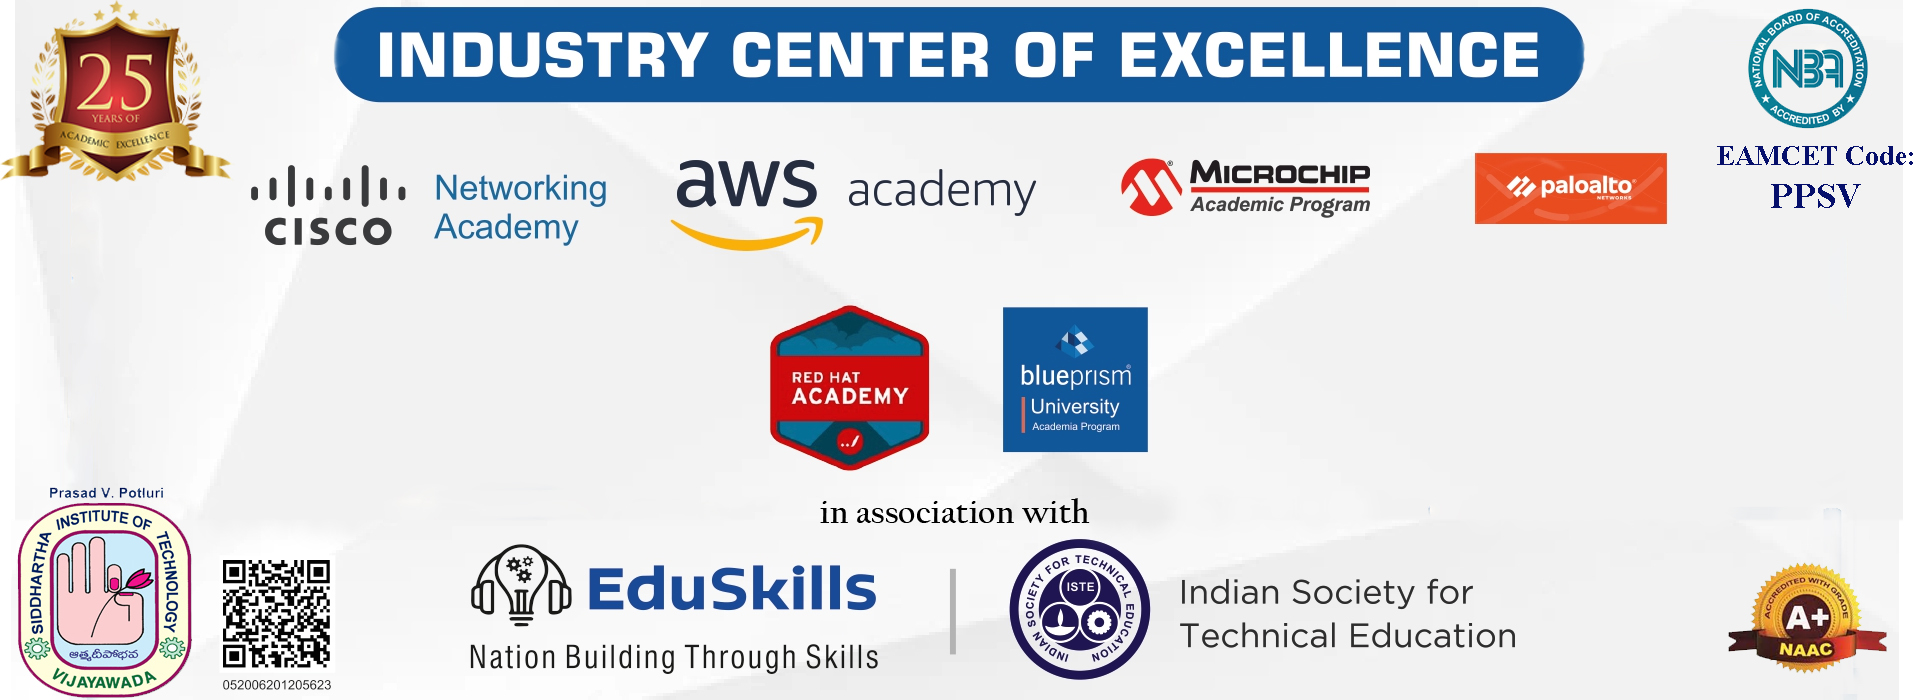 INDUSTRY CENTER OF EXCELLENCE
25
YEARS OF
ACADEMIC EXCELLENCE
NATIONAL BOARD OF ACCREDITATION
NBA
ACCREDITED BY
EAMCET Code:
PPSV
CISCO
Networking
Academy
aws academy
MICROCHIP
Academic Program
paloalto
NETWORKS
RED HAT
ACADEMY
blueprism
University
Academia Program
in association with
Prasad V. Potluri
SIDDHARTHA INSTITUTE OF TECHNOLOGY
ఆత్మదీపోభవ
VIJAYAWADA
052006201205623
EduSkills
Nation Building Through Skills
INDIAN SOCIETY FOR TECHNICAL EDUCATION
ISTE
Indian Society for
Technical Education
ACCREDITED WITH GRADE
A+
NAAC